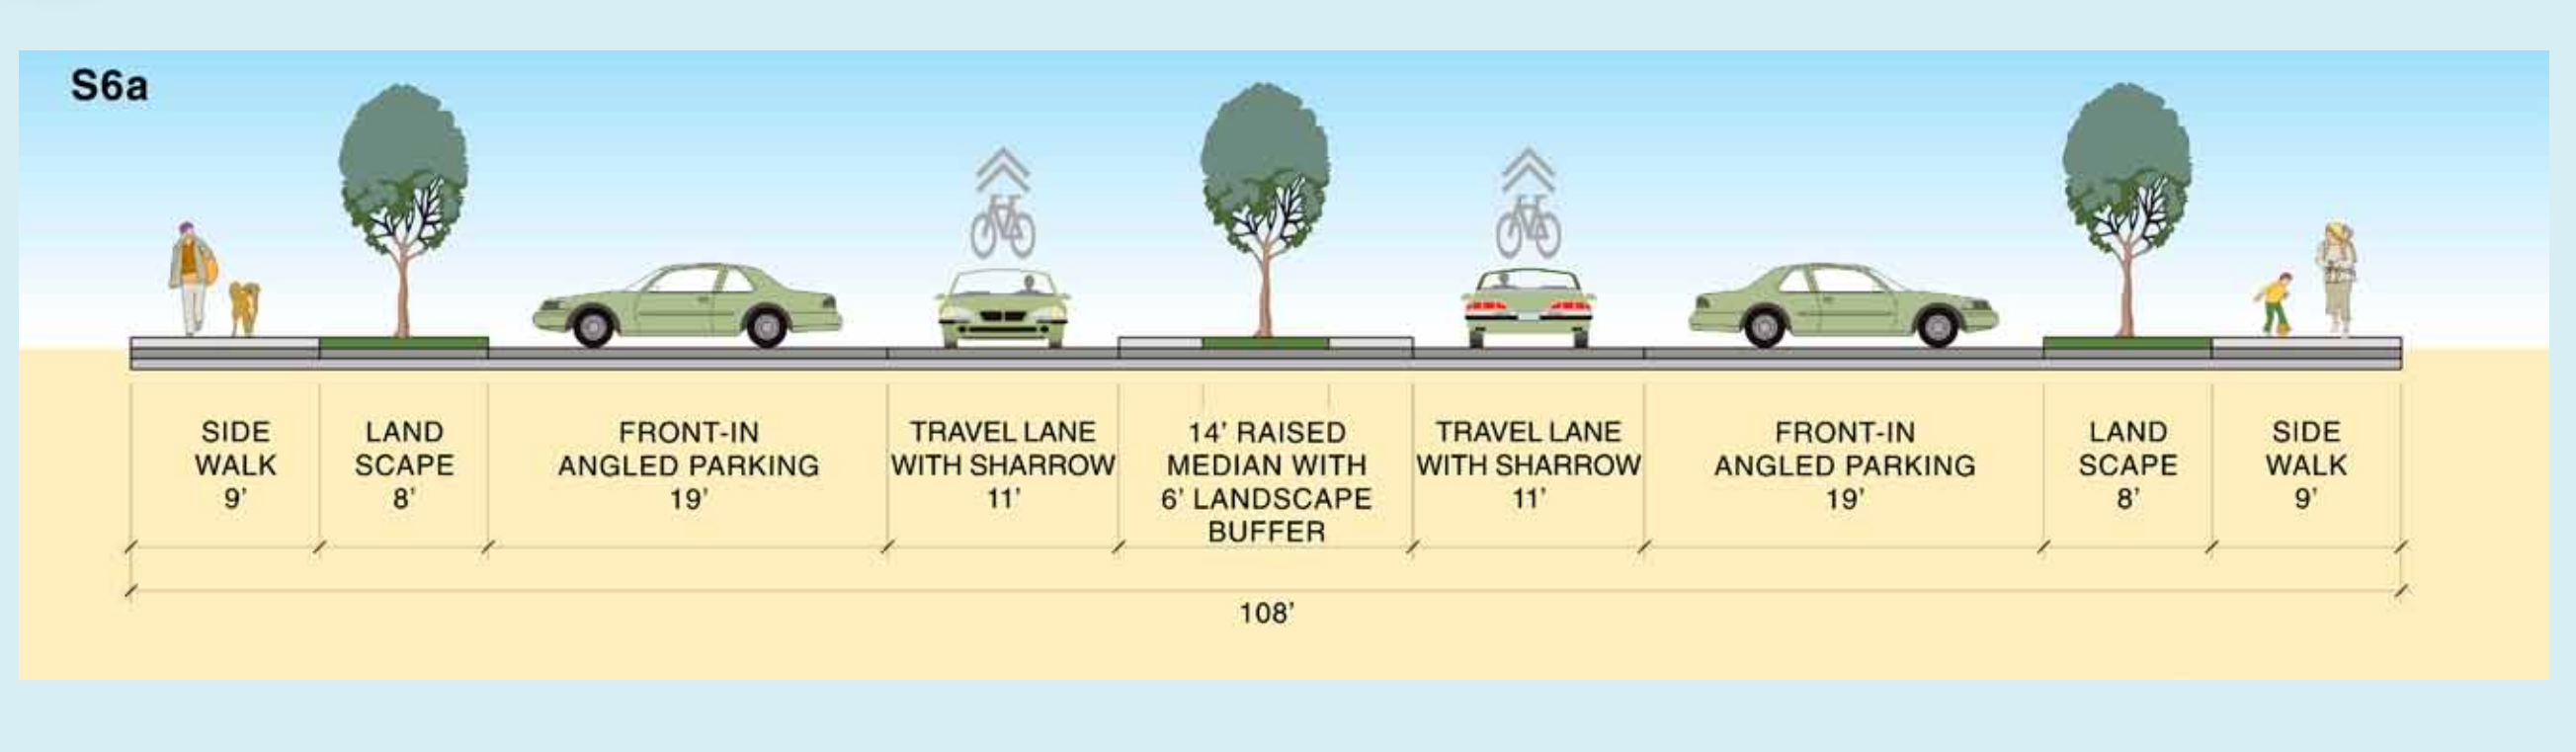 S6a
SIDE
WALK
9'
LAND
SCAPE
8'
FRONT-IN
ANGLED PARKING
19'
TRAVEL LANE
WITH SHARROW
11'
14' RAISED
MEDIAN WITH
6' LANDSCAPE
BUFFER
TRAVEL LANE
WITH SHARROW
11'
FRONT-IN
ANGLED PARKING
19'
LAND
SCAPE
8'
SIDE
WALK
9'
108'